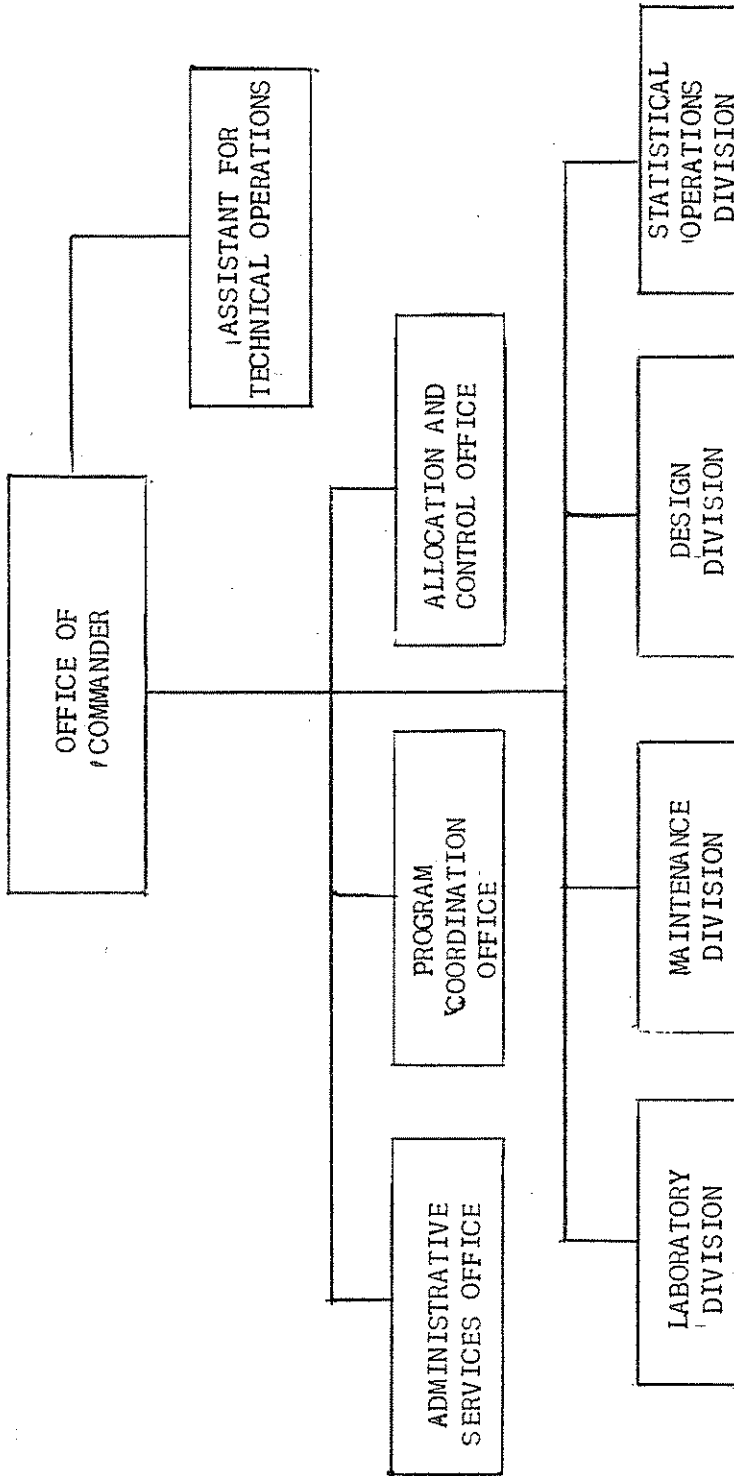 OFFICE OF
COMMANDER
ASSISTANT FOR
TECHNICAL OPERATIONS
ADMINISTRATIVE
SERVICES OFFICE
PROGRAM
COORDINATION
OFFICE
ALLOCATION AND
CONTROL OFFICE
LABORATORY
DIVISION
MAINTENANCE
DIVISION
DESIGN
DIVISION
STATISTICAL
OPERATIONS
DIVISION